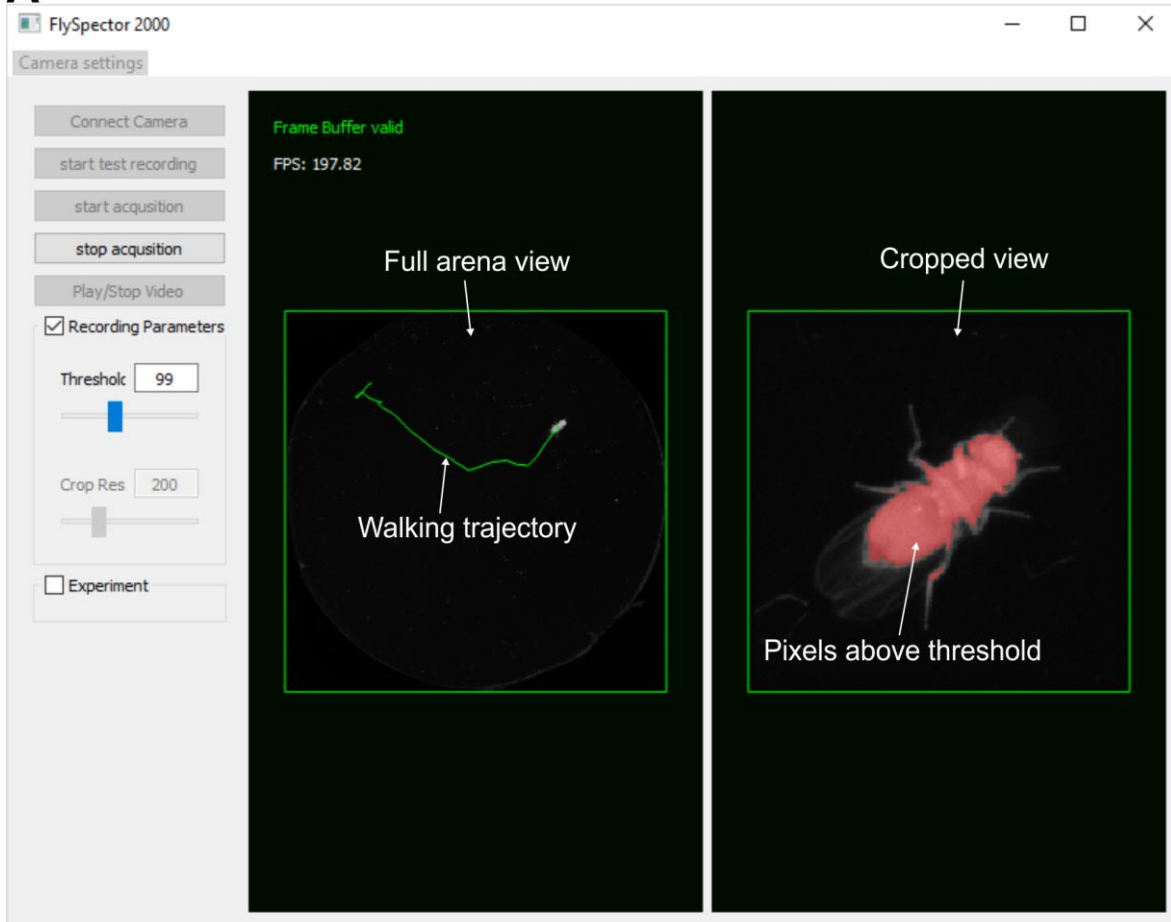 A
FlySpector 2000
Camera settings
Connect Camera
start test recording
start acqusition
stop acqusition
Play/Stop Video
Recording Parameters
Threshold 99
Crop Res 200
Experiment
Frame Buffer valid
FPS: 197.82
Full arena view
Walking trajectory
Cropped view
Pixels above threshold